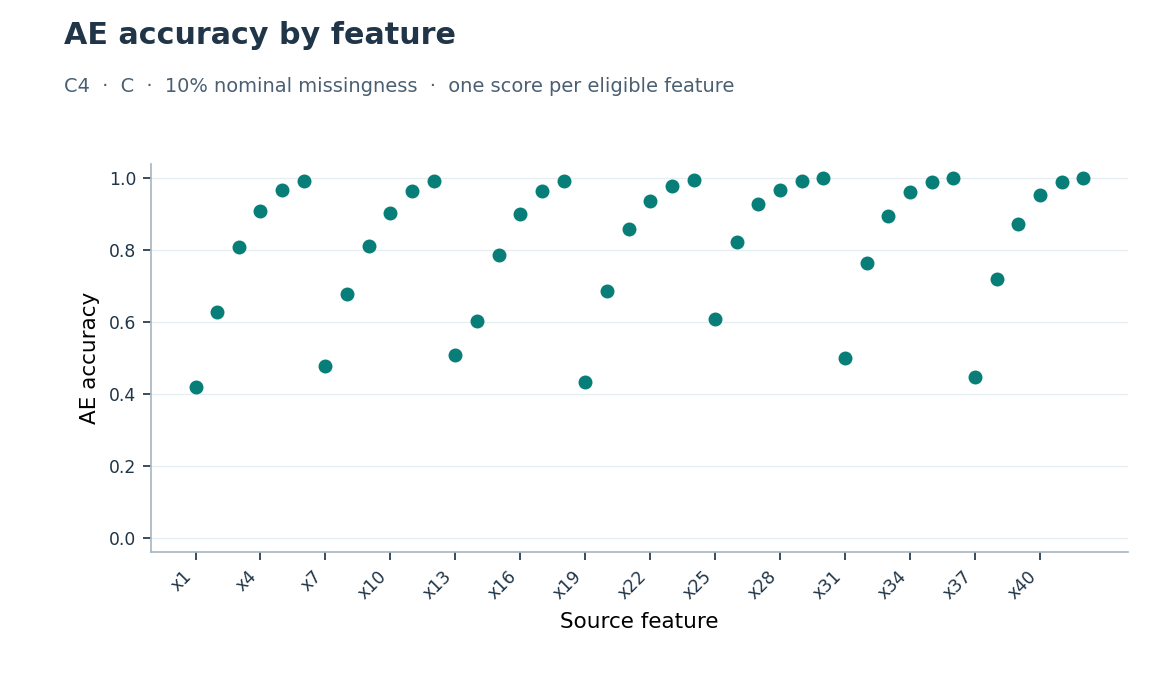 AE accuracy by feature
C4 · C · 10% nominal missingness · one score per eligible feature
1.0
0.8
0.6
0.4
0.2
0.0
AE accuracy
x1 x4 x7 x10 x13 x16 x19 x22 x25 x28 x31 x34 x37 x40
Source feature